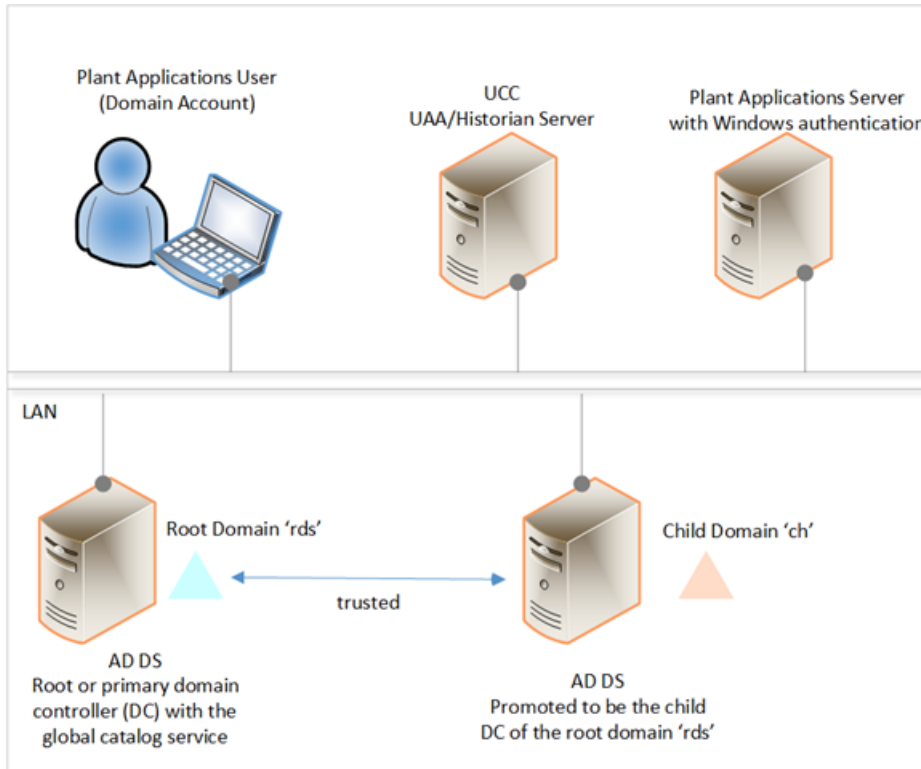 Plant Applications User
(Domain Account)
UCC
UAA/Historian Server
Plant Applications Server
with Windows authentication
LAN
Root Domain ‘rds’
Child Domain ‘ch’
trusted
AD DS
Root or primary domain
controller (DC) with the
global catalog service
AD DS
Promoted to be the child
DC of the root domain ‘rds’